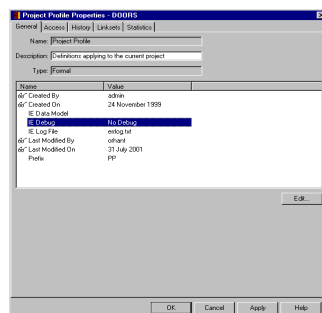 Project Profile Properties - DOORS
General Access History Linksets Statistics
Name: Project Profile
Description: Definitions applying to the current project
Type: Formal
Name Value
Created By admin
Created On 24 November 1999
IE Data Model
IE Debug No Debug
IE Log File errlog.txt
Last Modified By orhant
Last Modified On 31 July 2001
Prefix PP
Edit...
OK Cancel Apply Help